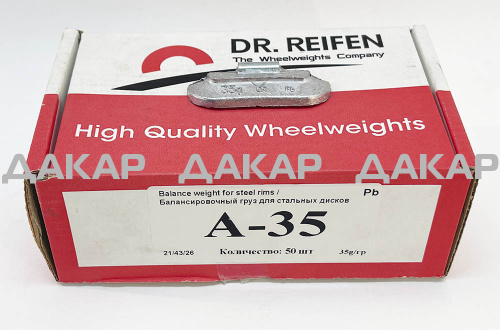 DR. REIFEN
The Wheelweights Company
High Quality Wheelweights
ДАКАР ДАКАР ДАКАР
Balance weight for steel rims /
Балансировочный груз для стальных дисков
Pb
A-35
21/43/26
Количество: 50 шт
35g/гр